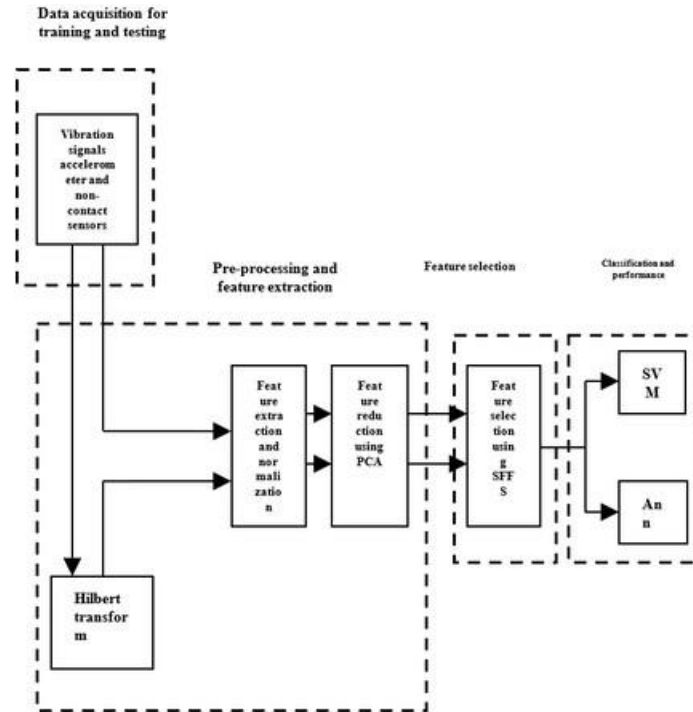 Data acquisition for
training and testing
Vibration
signals
accelerom
eter and
non-
contact
sensors
Pre-processing and
feature extraction
Feature selection
Classification and
performance
Feat
ure
extra
ction
and
nor
maliz
atio
n
Feat
ure
redu
ction
using
PCA
Feat
ure
selec
tion
usin
g
SFF
S
SV
M
An
n
Hilbert
transfor
m